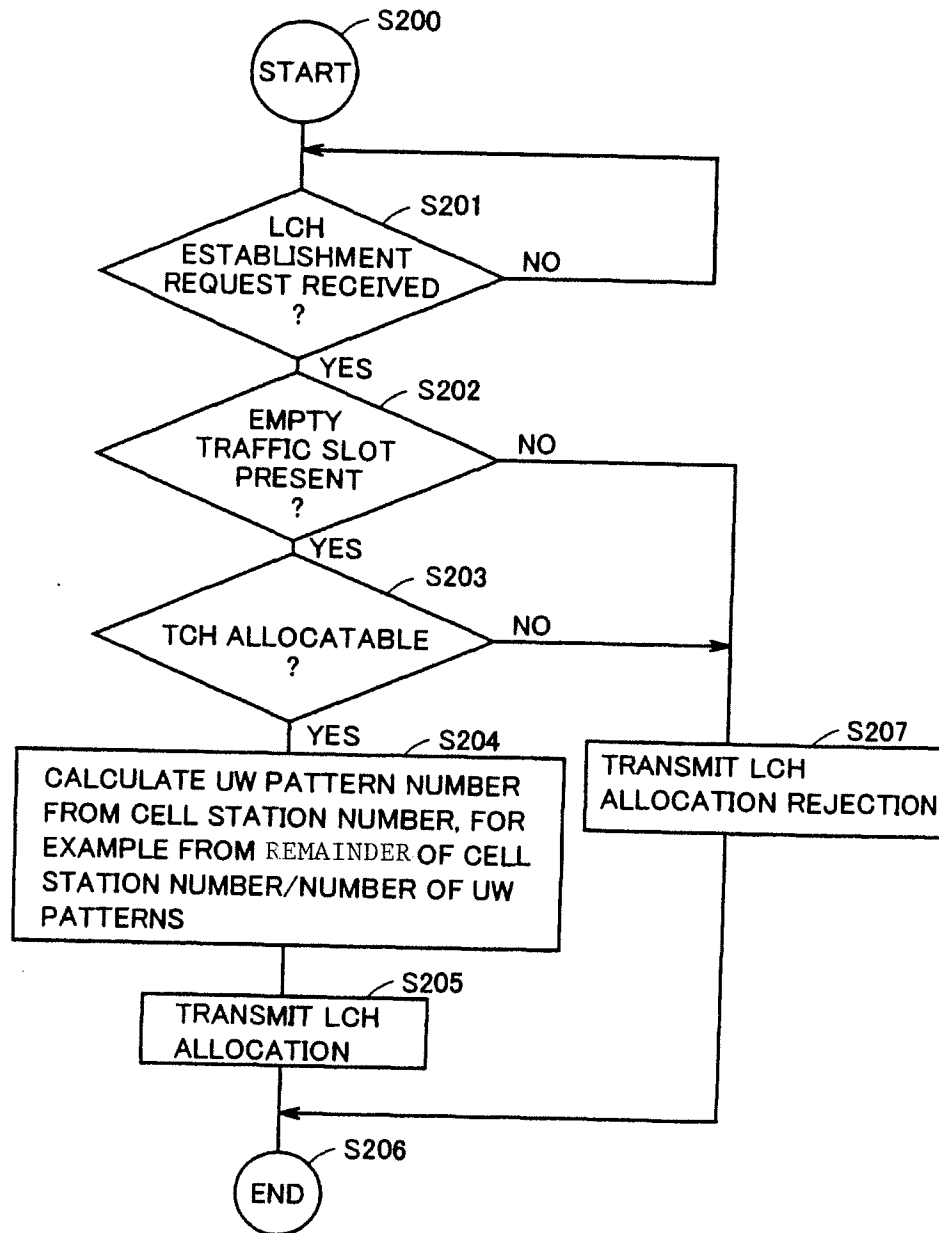 S200
START
S201
LCH
ESTABLISHMENT
REQUEST RECEIVED
?
NO
YES
S202
EMPTY
TRAFFIC SLOT
PRESENT
?
NO
YES
S203
TCH ALLOCATABLE
?
NO
YES
S204
CALCULATE UW PATTERN NUMBER
FROM CELL STATION NUMBER, FOR
EXAMPLE FROM REMAINDER OF CELL
STATION NUMBER/NUMBER OF UW
PATTERNS
S207
TRANSMIT LCH
ALLOCATION REJECTION
S205
TRANSMIT LCH
ALLOCATION
S206
END